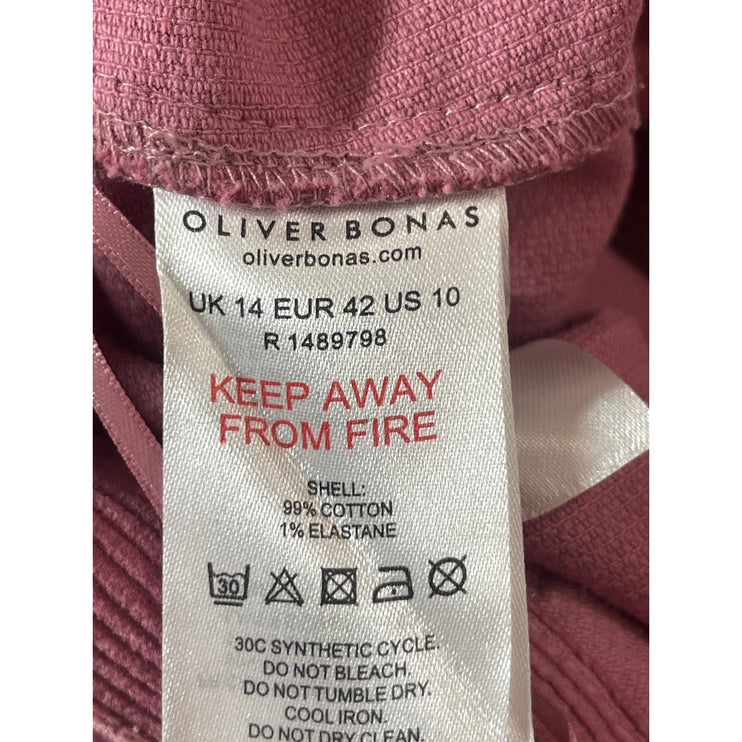 OLIVER BONAS
oliverbonas.com
UK 14 EUR 42 US 10
R 1489798
KEEP AWAY
FROM FIRE
SHELL:
99% COTTON
1% ELASTANE
30
30C SYNTHETIC CYCLE.
DO NOT BLEACH.
DO NOT TUMBLE DRY.
COOL IRON.
DO NOT DRY CLEAN.